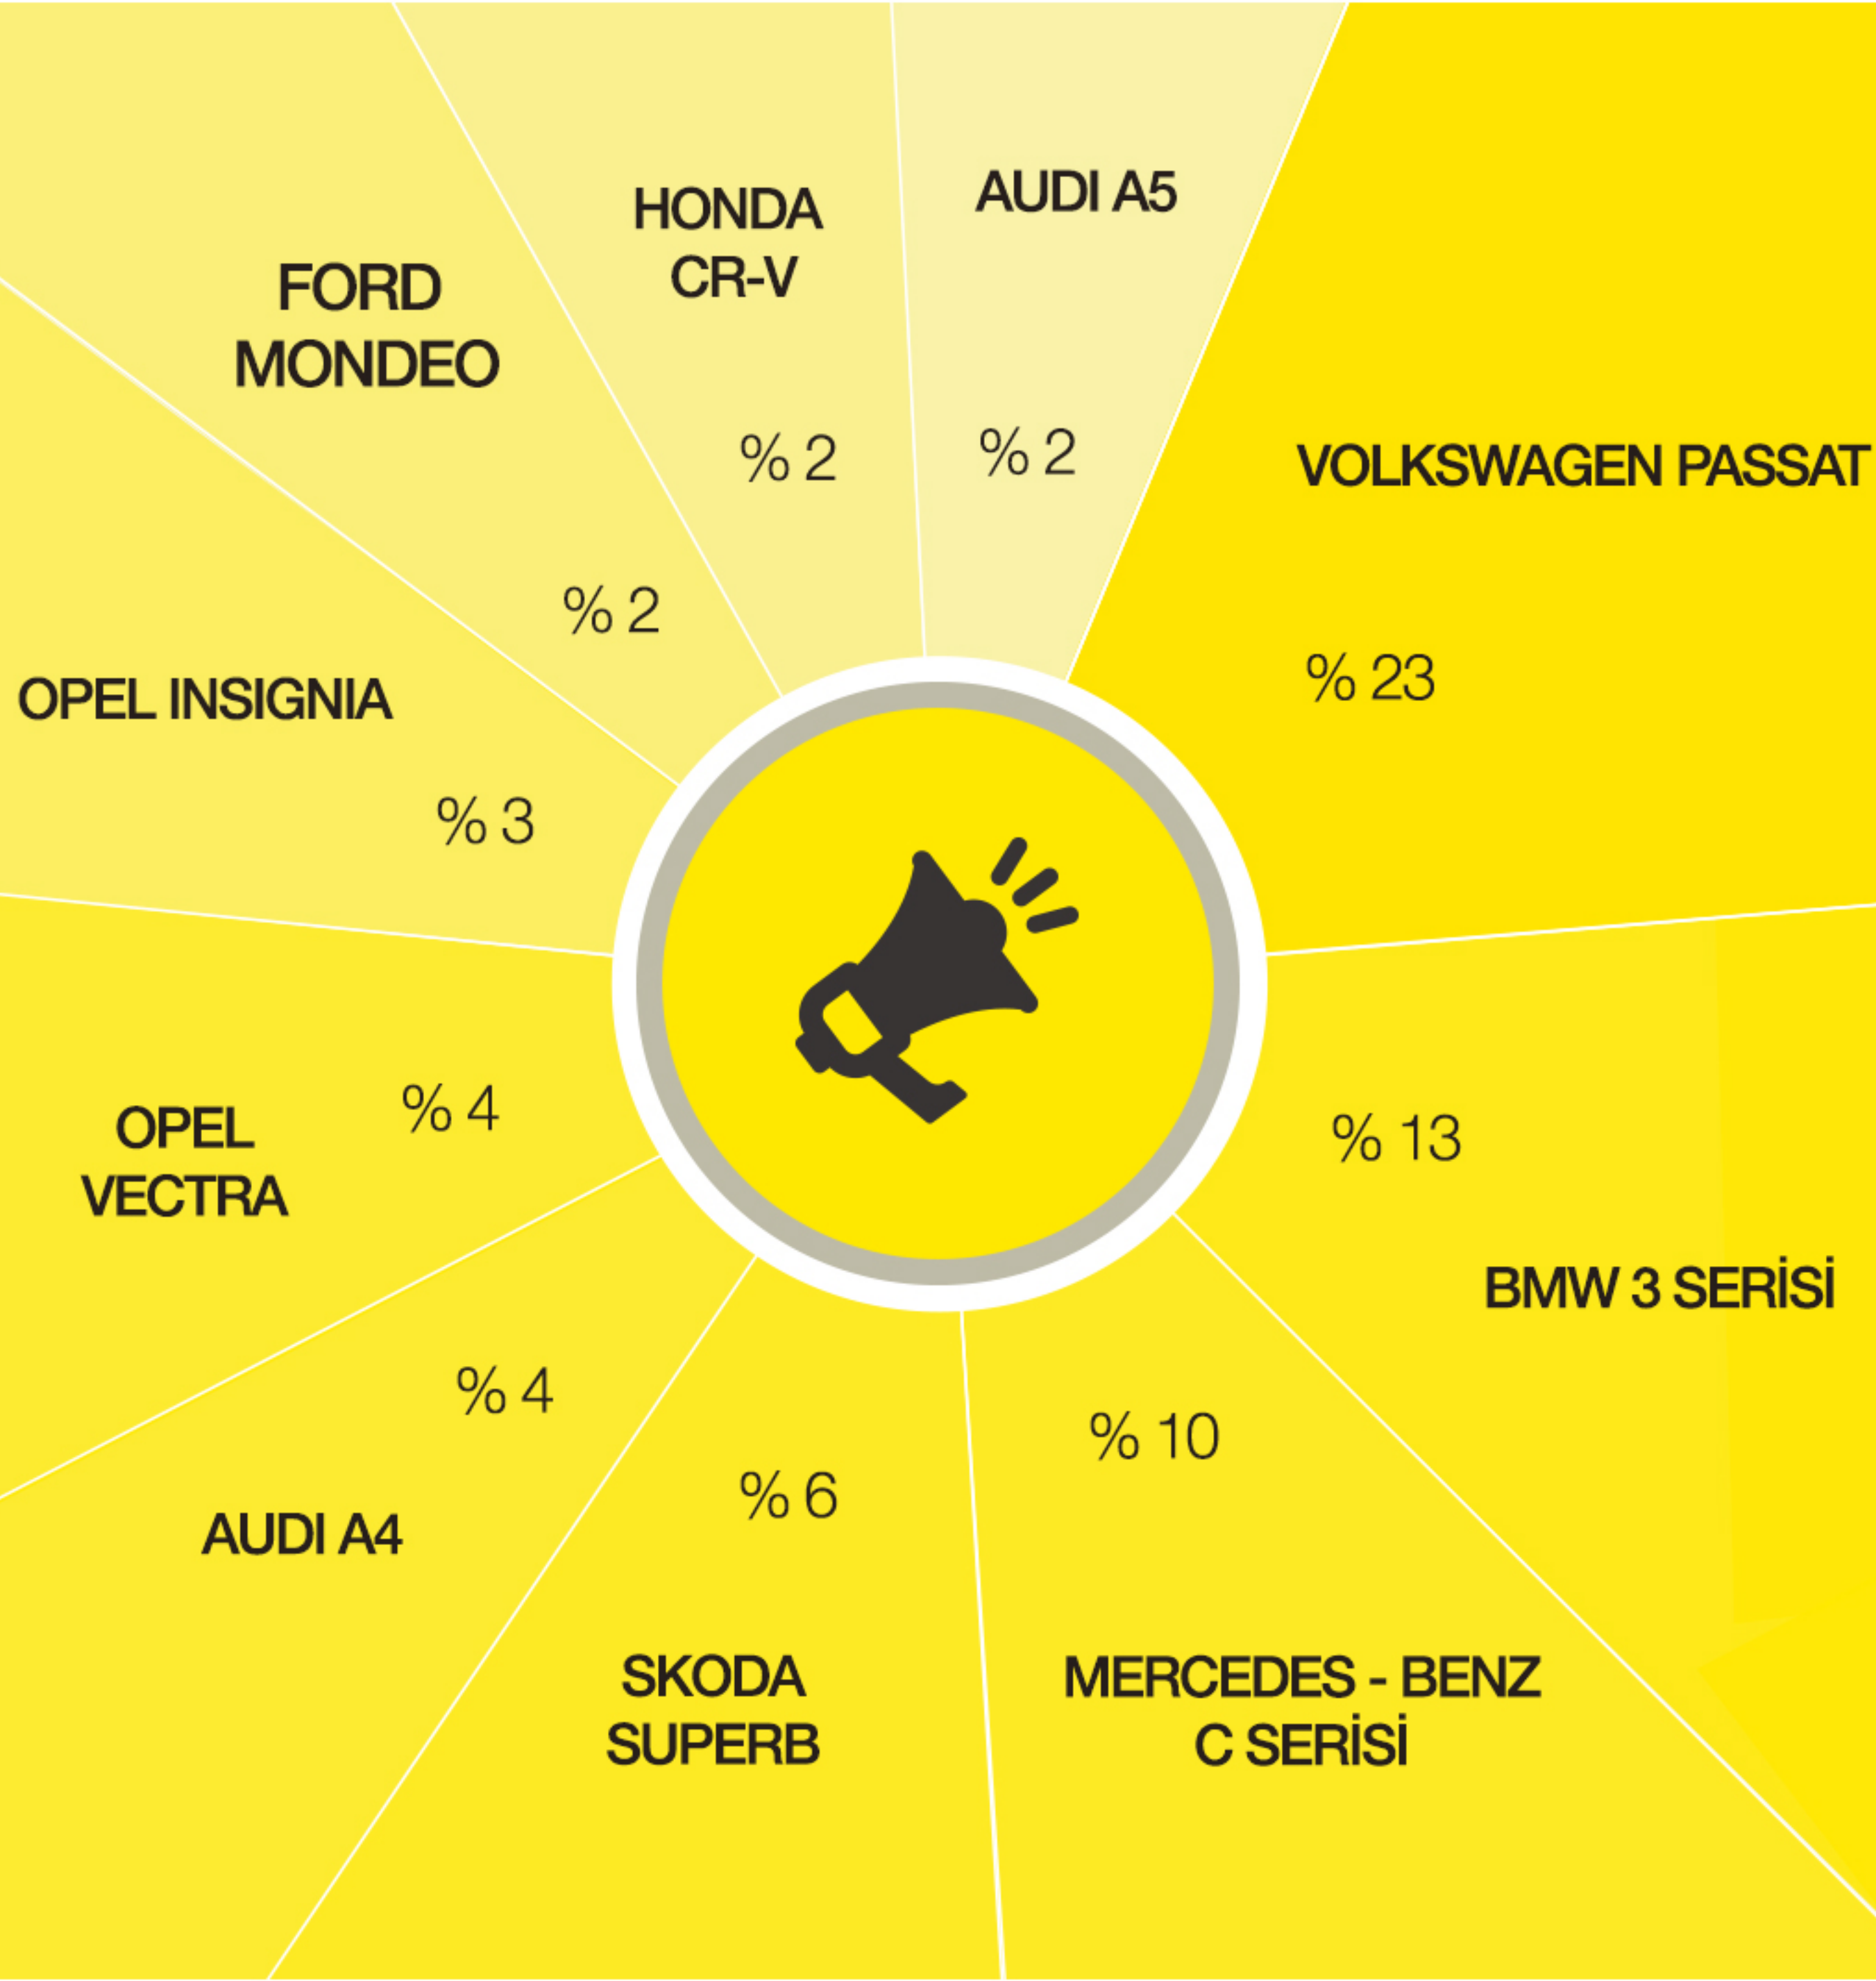 VOLKSWAGEN PASSAT
% 23
% 13
BMW 3 SERİSİ
% 10
MERCEDES - BENZ
C SERİSİ
% 6
SKODA
SUPERB
% 4
AUDI A4
% 4
OPEL
VECTRA
OPEL INSIGNIA
% 3
FORD
MONDEO
% 2
HONDA
CR-V
% 2
AUDI A5
% 2